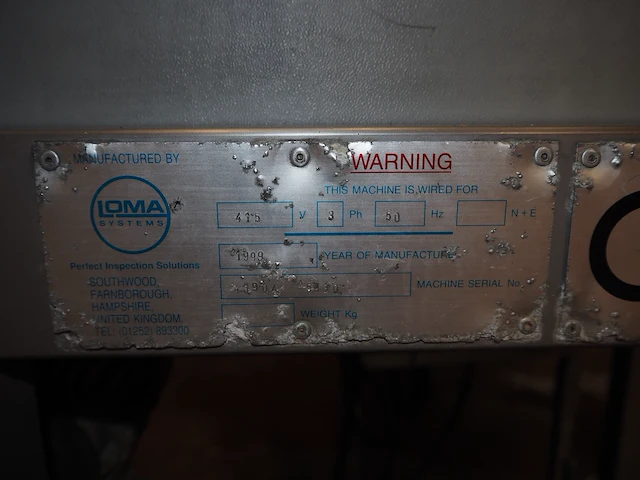 MANUFACTURED BY
LOMA
SYSTEMS
Perfect Inspection Solutions
SOUTHWOOD,
FARNBOROUGH,
HAMPSHIRE,
UNITED KINGDOM.
TEL: (01252) 893300
WARNING
THIS MACHINE IS WIRED FOR
415 V 3 Ph 50 Hz N + E
1999 YEAR OF MANUFACTURE
MACHINE SERIAL No.
WEIGHT Kg